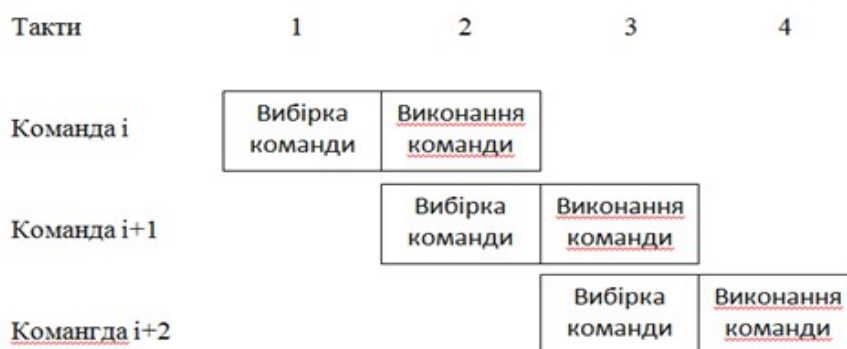 Такти 1 2 3 4
Команда i
Вибірка команди
Виконання команди
Команда i+1
Вибірка команди
Виконання команди
Комангда i+2
Вибірка команди
Виконання команди